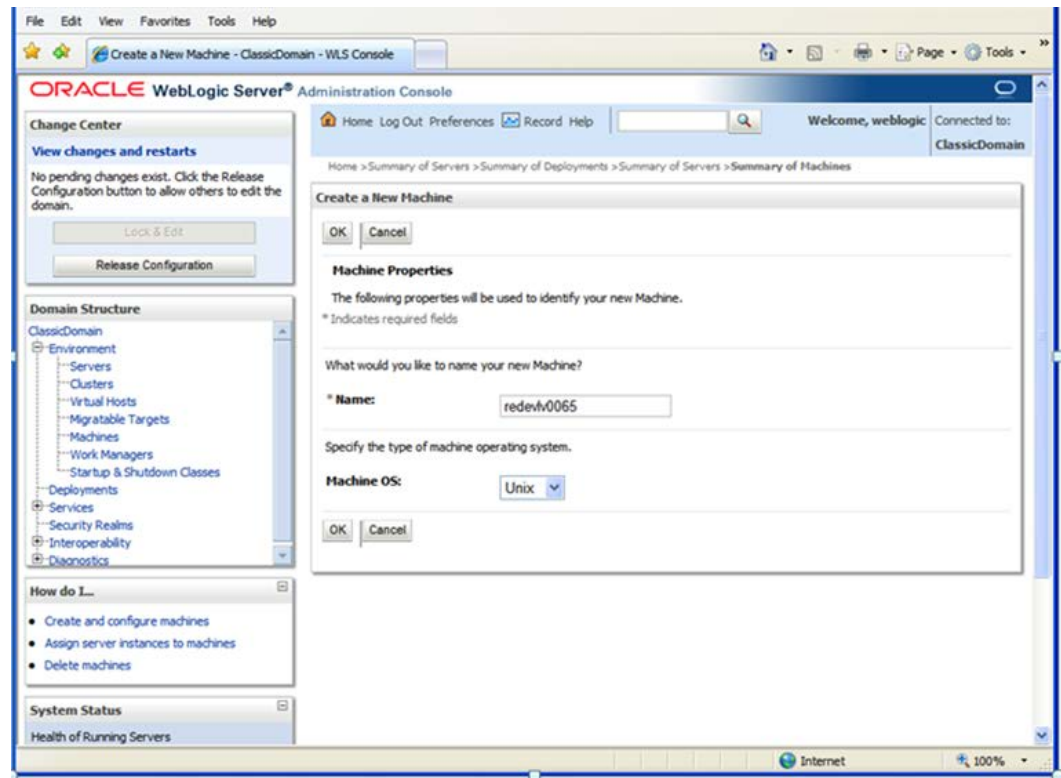 File Edit View Favorites Tools Help
Create a New Machine - ClassicDomain - WLS Console
Page Tools »
ORACLE WebLogic Server® Administration Console
Change Center
View changes and restarts
No pending changes exist. Click the Release
Configuration button to allow others to edit the
domain.
Lock & Edit
Release Configuration
Domain Structure
ClassicDomain
Environment
Servers
Clusters
Virtual Hosts
Migratable Targets
Machines
Work Managers
Startup & Shutdown Classes
Deployments
Services
Security Realms
Interoperability
Diagnostics
How do I...
Create and configure machines
Assign server instances to machines
Delete machines
System Status
Health of Running Servers
Home Log Out Preferences Record Help
Welcome, weblogic
Connected to:
ClassicDomain
Home >Summary of Servers >Summary of Deployments >Summary of Servers >Summary of Machines
Create a New Machine
OK Cancel
Machine Properties
The following properties will be used to identify your new Machine.
* Indicates required fields
What would you like to name your new Machine?
* Name:
redevlv0065
Specify the type of machine operating system.
Machine OS:
Unix
OK Cancel
Internet
100%